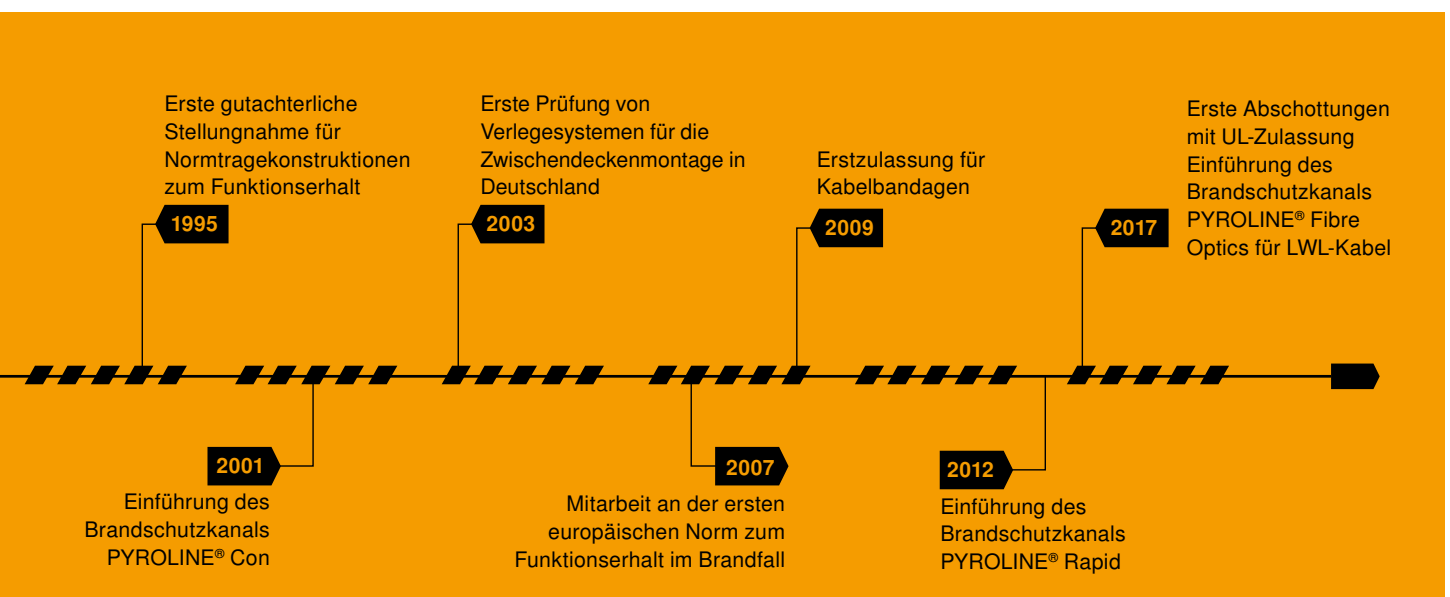 Erste gutachterliche
Stellungnahme für
Normtragekonstruktionen
zum Funktionserhalt
1995
Erste Prüfung von
Verlegesystemen für die
Zwischendeckenmontage in
Deutschland
2003
Erstzulassung für
Kabelbandagen
2009
Erste Abschottungen
mit UL-Zulassung
Einführung des
Brandschutzkanals
PYROLINE® Fibre
Optics für LWL-Kabel
2017
2001
Einführung des
Brandschutzkanals
PYROLINE® Con
2007
Mitarbeit an der ersten
europäischen Norm zum
Funktionserhalt im Brandfall
2012
Einführung des
Brandschutzkanals
PYROLINE® Rapid